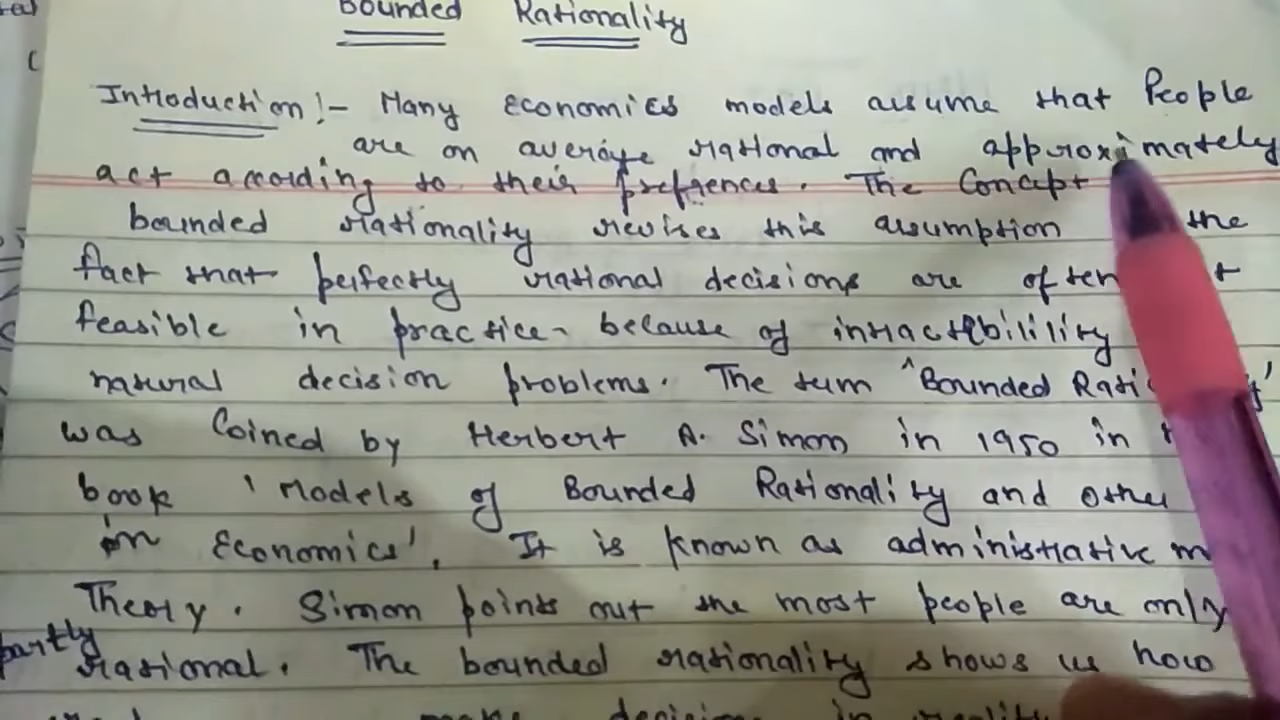 Bounded Rationality
Introduction :- Many economics models assume that People
are on average rational and approximately
act according to their preferences. The Concept
bounded rationality revises this assumption the
fact that perfectly rational decisions are often
feasible in practice because of intractibility
natural decision problems. The term "Bounded
was Coined by Herbert A. Simon in 1950 in
book 'Models of Bounded Rationality and other
in Economics'. It is known as administrative
Theory. Simon points out the most people are only
partly rational. The bounded rationality shows us how